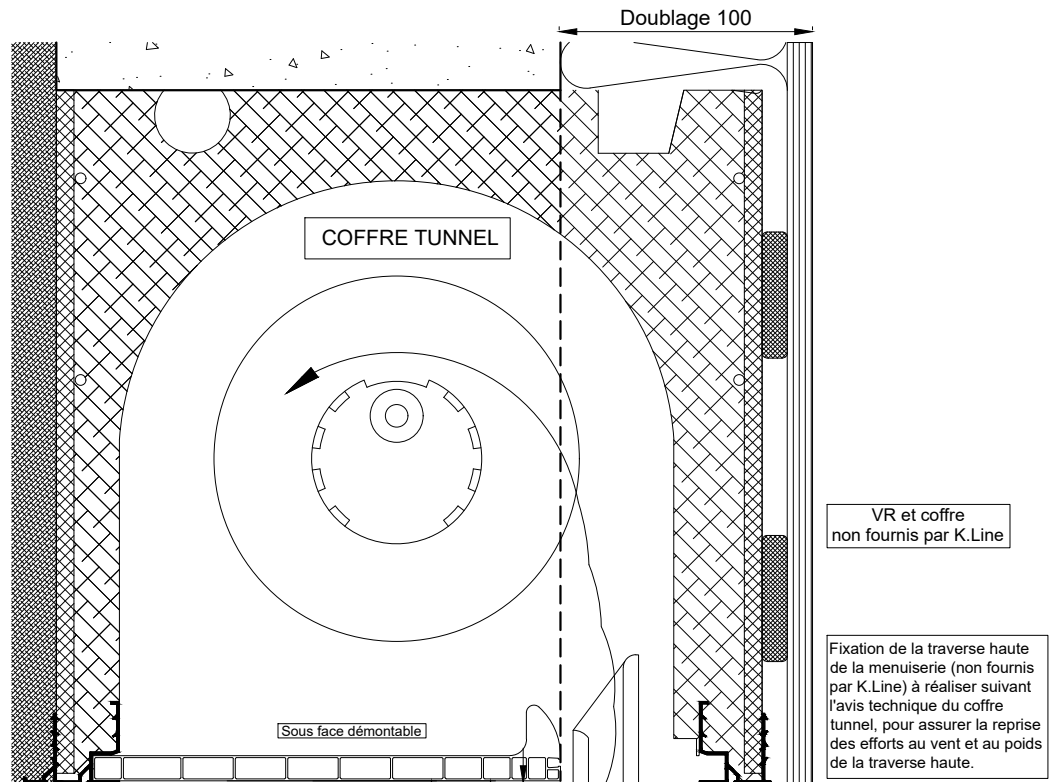 Doublage 100
COFFRE TUNNEL
VR et coffre
non fournis par K.Line
Fixation de la traverse haute
de la menuiserie (non fournis
par K.Line) à réaliser suivant
l'avis technique du coffre
tunnel, pour assurer la reprise
des efforts au vent et au poids
de la traverse haute.
Sous face démontable